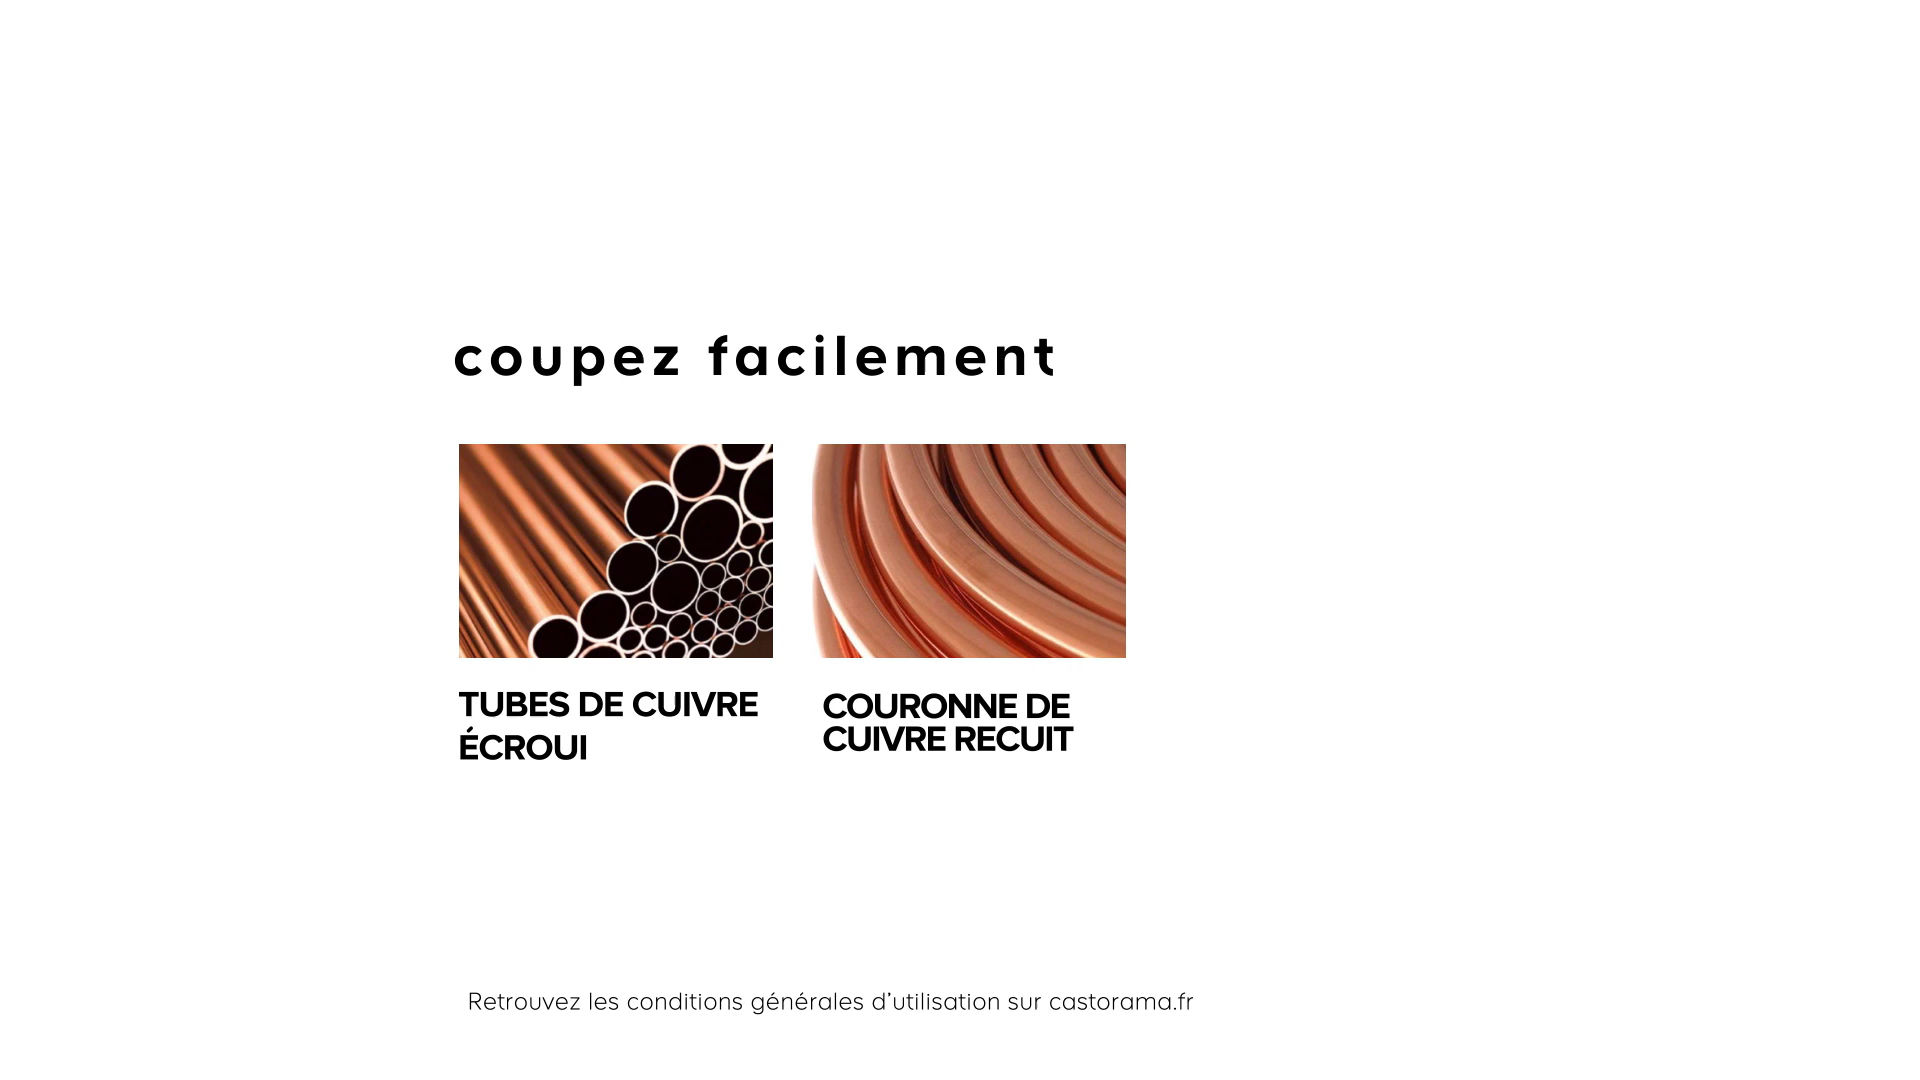 coupez facilement
TUBES DE CUIVRE
ÉCROUI
COURONNE DE
CUIVRE RECUIT
Retrouvez les conditions générales d’utilisation sur castorama.fr